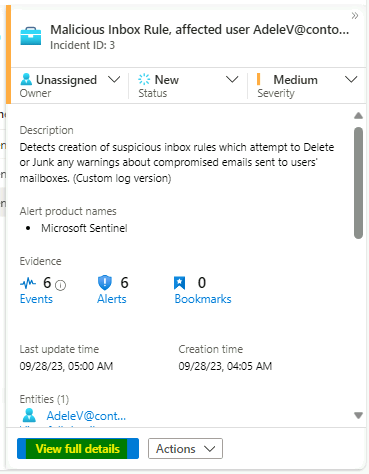 »
Malicious Inbox Rule, affected user AdeleV@conto...
Incident ID: 3
Unassigned
Owner
New
Status
Medium
Severity
Description
Detects creation of suspicious inbox rules which attempt to Delete
or Junk any warnings about compromised emails sent to users'
mailboxes. (Custom log version)
Alert product names
• Microsoft Sentinel
Evidence
6
Events
6
Alerts
0
Bookmarks
Last update time
09/28/23, 05:00 AM
Creation time
09/28/23, 04:05 AM
Entities (1)
AdeleV@cont...
View full details
Actions